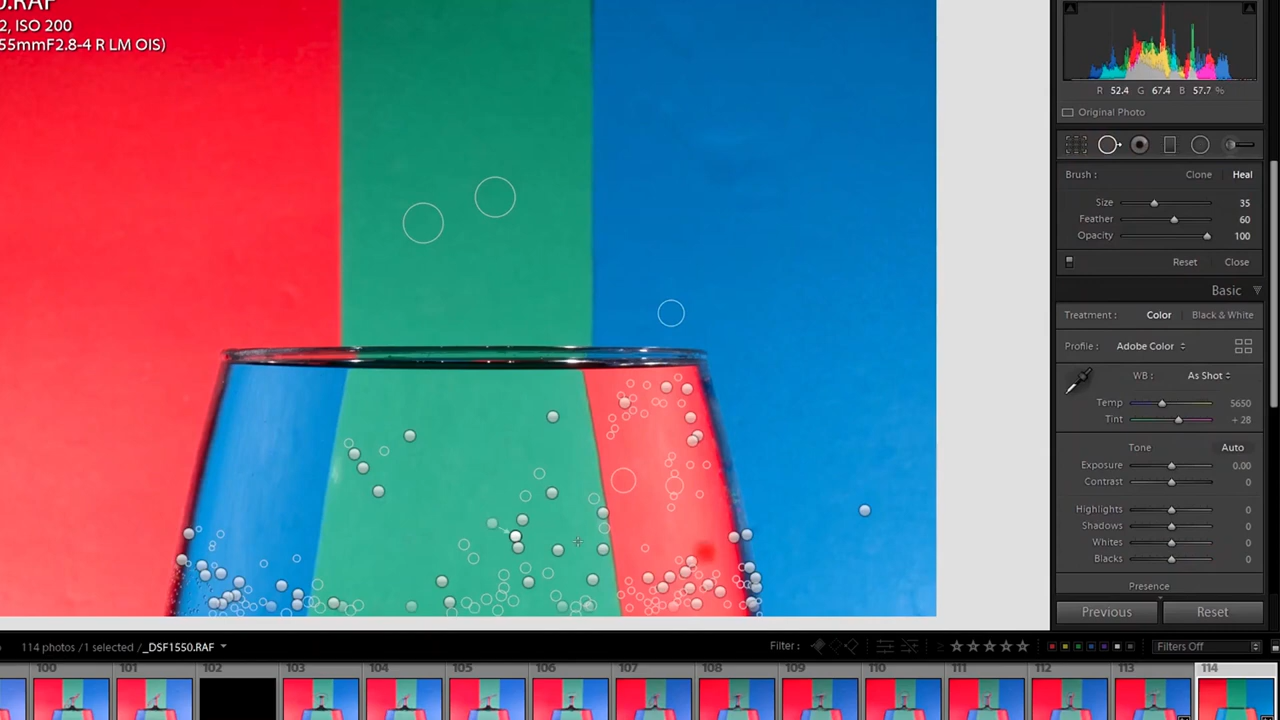 0.RAF
2, ISO 200
55mmF2.8-4 R LM OIS)
R 52.4 G 67.4 B 57.7 %
Original Photo
Brush : Clone Heal
Size 35
Feather 60
Opacity 100
Reset Close
Basic
Treatment : Color Black & White
Profile : Adobe Color
WB : As Shot
Temp 5650
Tint + 28
Tone Auto
Exposure 0.00
Contrast 0
Highlights 0
Shadows 0
Whites 0
Blacks 0
Presence
Previous Reset
114 photos /1 selected /_DSF1550.RAF
Filter :
Filters Off
100 101 102 103 104 105 106 107 108 109 110 111 112 113 114